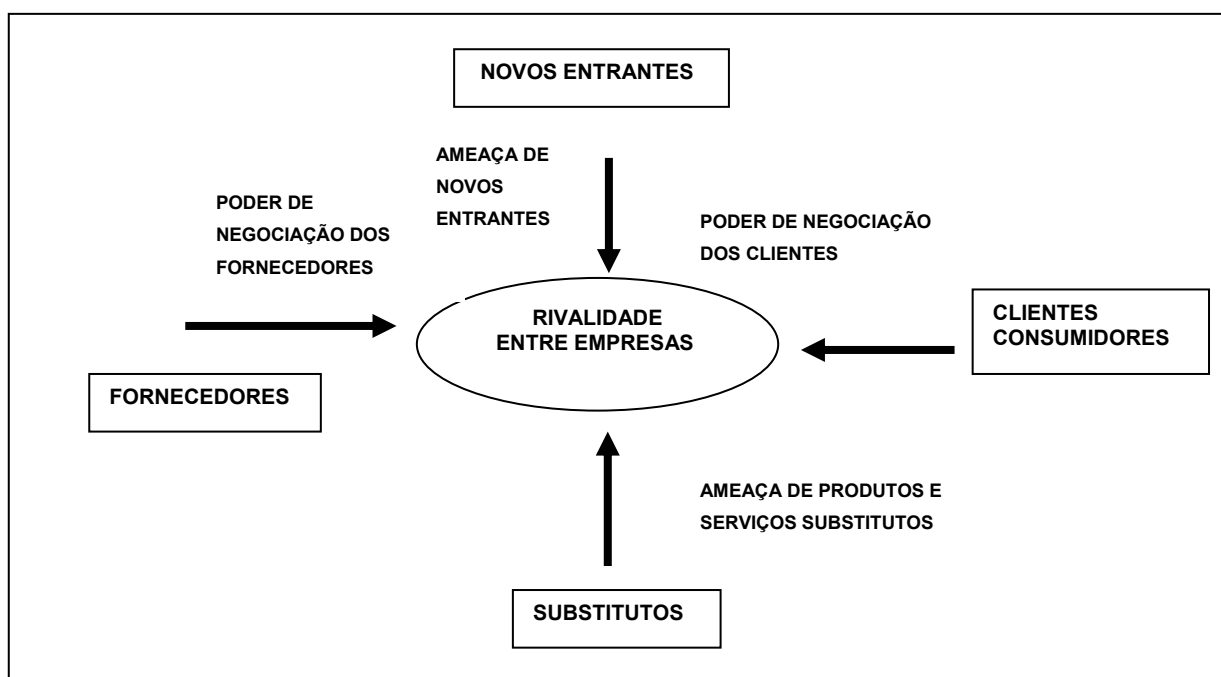 NOVOS ENTRANTES
AMEAÇA DE
NOVOS
ENTRANTES
PODER DE
NEGOCIAÇÃO DOS
FORNECEDORES
PODER DE NEGOCIAÇÃO
DOS CLIENTES
RIVALIDADE
ENTRE EMPRESAS
CLIENTES
CONSUMIDORES
FORNECEDORES
AMEAÇA DE PRODUTOS E
SERVIÇOS SUBSTITUTOS
SUBSTITUTOS